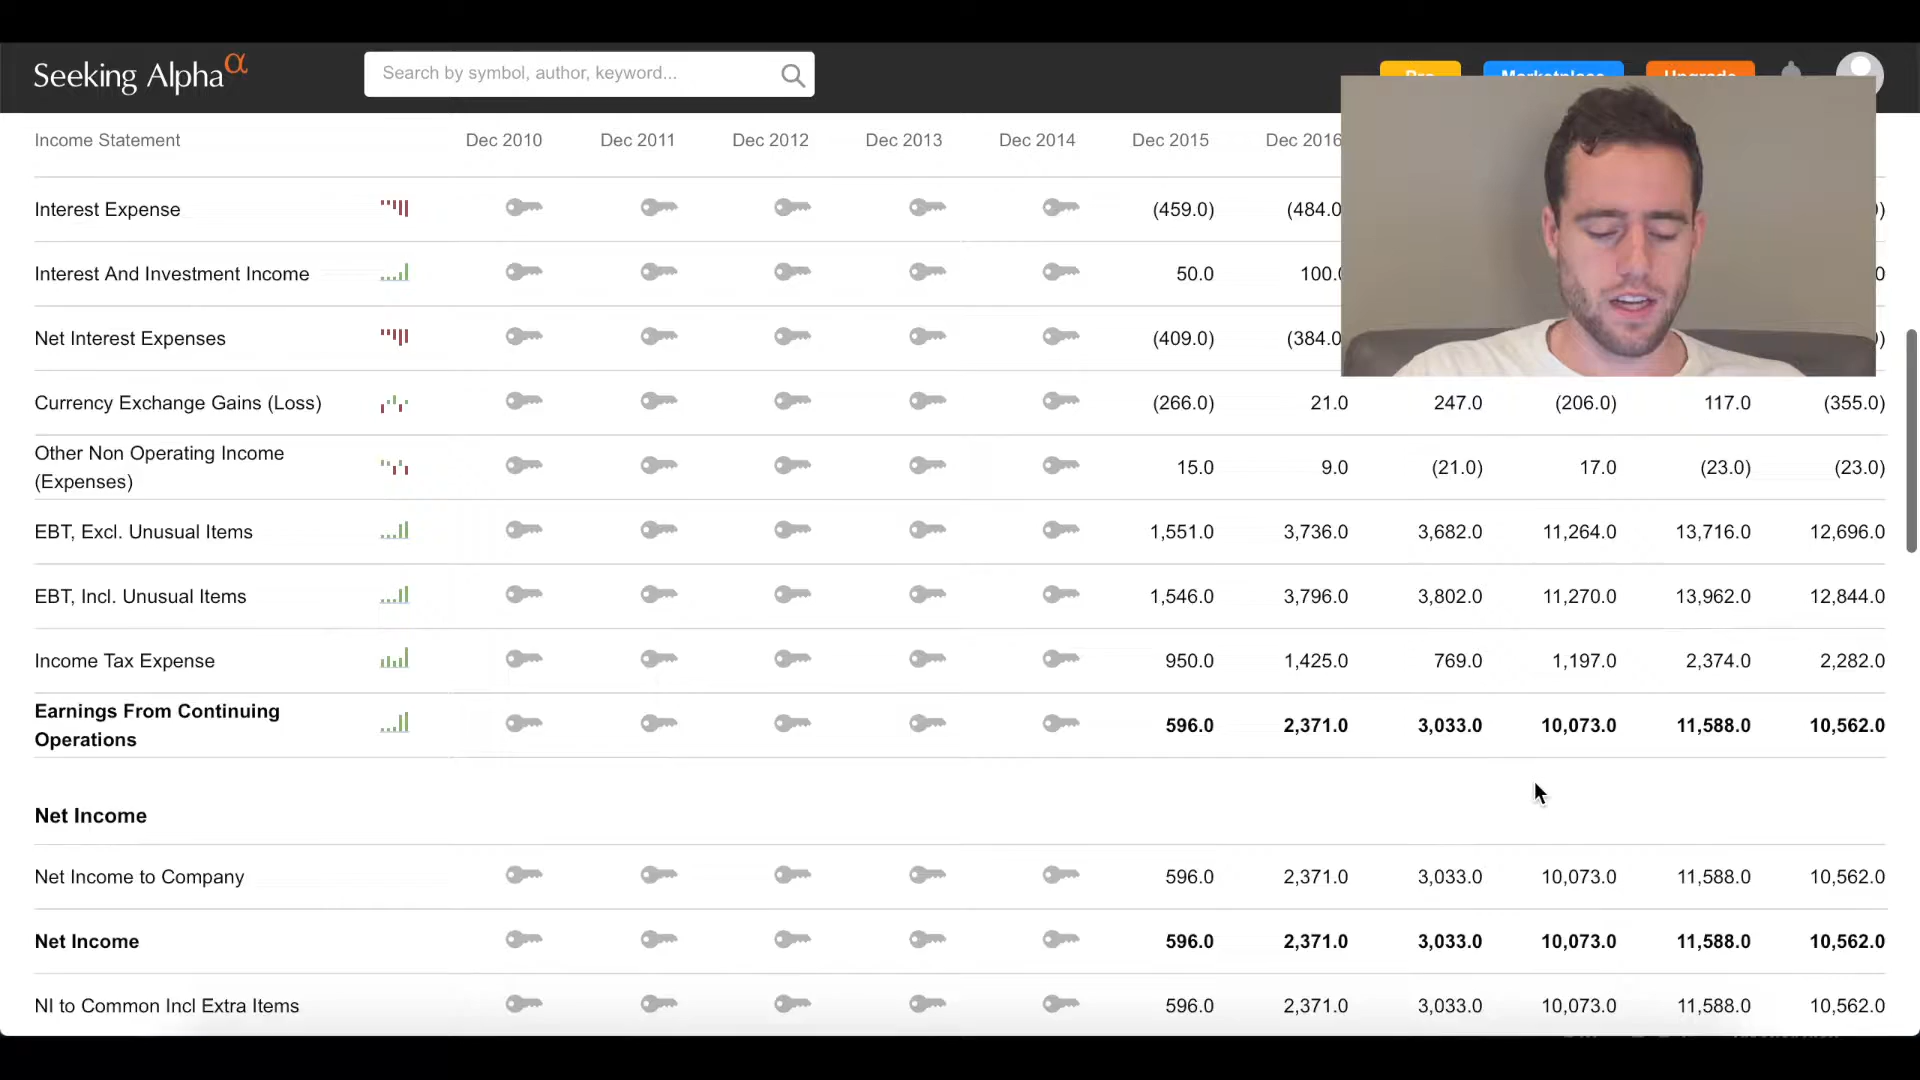 Seeking Alpha α
Search by symbol, author, keyword...
Pro Marketplace Upgrade
Income Statement Dec 2010 Dec 2011 Dec 2012 Dec 2013 Dec 2014 Dec 2015 Dec 2016
Interest Expense (459.0) (484.0 )
Interest And Investment Income 50.0 100.0 0
Net Interest Expenses (409.0) (384.0 )
Currency Exchange Gains (Loss) (266.0) 21.0 247.0 (206.0) 117.0 (355.0)
Other Non Operating Income
(Expenses) 15.0 9.0 (21.0) 17.0 (23.0) (23.0)
EBT, Excl. Unusual Items 1,551.0 3,736.0 3,682.0 11,264.0 13,716.0 12,696.0
EBT, Incl. Unusual Items 1,546.0 3,796.0 3,802.0 11,270.0 13,962.0 12,844.0
Income Tax Expense 950.0 1,425.0 769.0 1,197.0 2,374.0 2,282.0
Earnings From Continuing
Operations 596.0 2,371.0 3,033.0 10,073.0 11,588.0 10,562.0
Net Income
Net Income to Company 596.0 2,371.0 3,033.0 10,073.0 11,588.0 10,562.0
Net Income 596.0 2,371.0 3,033.0 10,073.0 11,588.0 10,562.0
NI to Common Incl Extra Items 596.0 2,371.0 3,033.0 10,073.0 11,588.0 10,562.0